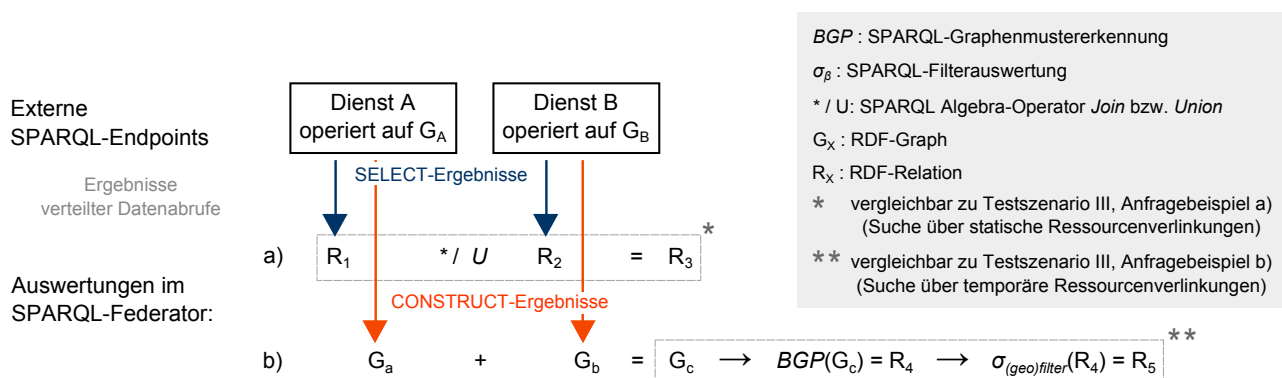 BGP : SPARQL-Graphenmustererkennung
σβ : SPARQL-Filterauswertung
* / U: SPARQL Algebra-Operator Join bzw. Union
GX : RDF-Graph
RX : RDF-Relation
* vergleichbar zu Testszenario III, Anfragebeispiel a)
(Suche über statische Ressourcenverlinkungen)
** vergleichbar zu Testszenario III, Anfragebeispiel b)
(Suche über temporäre Ressourcenverlinkungen)
Externe
SPARQL-Endpoints
Dienst A
operiert auf GA
Dienst B
operiert auf GB
Ergebnisse
verteilter Datenabrufe
SELECT-Ergebnisse
a) R1 * / U R2 = R3 *
Auswertungen im
SPARQL-Federator:
CONSTRUCT-Ergebnisse
b) Ga + Gb = Gc → BGP(Gc) = R4 → σ(geo)filter(R4) = R5 **